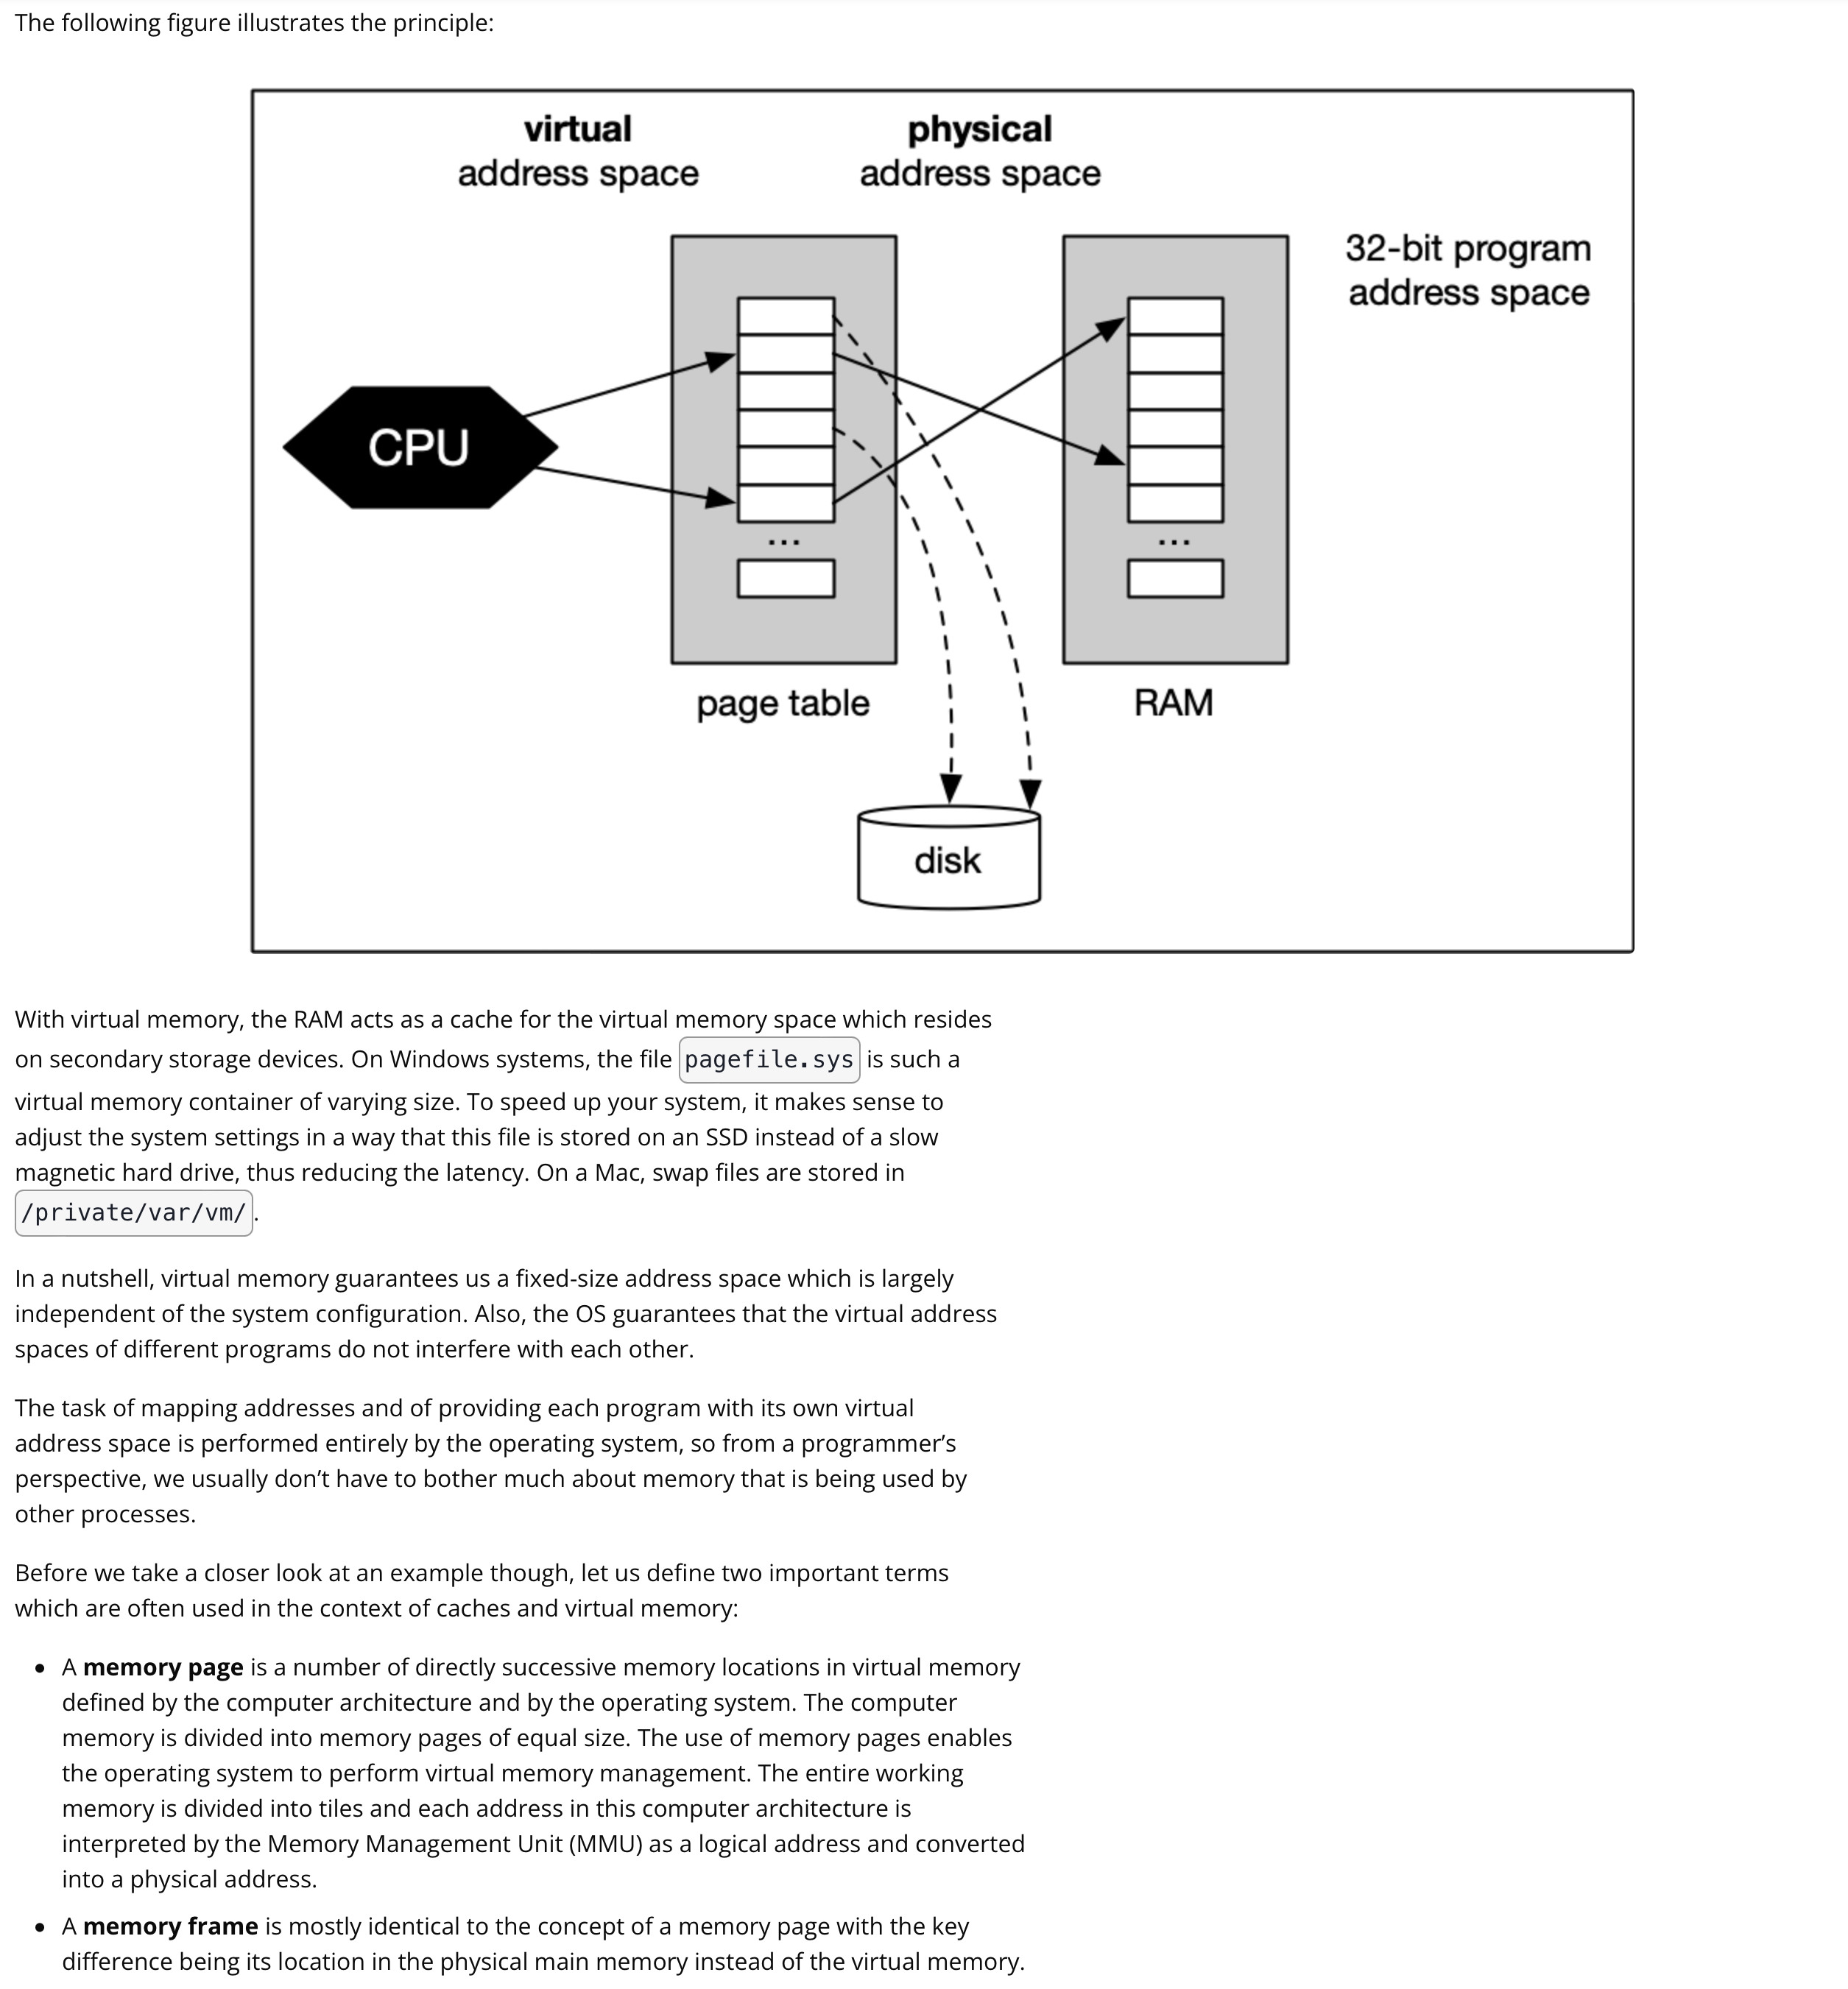 The following figure illustrates the principle:
virtual
address space
physical
address space
32-bit program
address space
CPU
...
...
page table
RAM
disk
With virtual memory, the RAM acts as a cache for the virtual memory space which resides
on secondary storage devices. On Windows systems, the file pagefile.sys is such a
virtual memory container of varying size. To speed up your system, it makes sense to
adjust the system settings in a way that this file is stored on an SSD instead of a slow
magnetic hard drive, thus reducing the latency. On a Mac, swap files are stored in
/private/var/vm/.
In a nutshell, virtual memory guarantees us a fixed-size address space which is largely
independent of the system configuration. Also, the OS guarantees that the virtual address
spaces of different programs do not interfere with each other.
The task of mapping addresses and of providing each program with its own virtual
address space is performed entirely by the operating system, so from a programmer’s
perspective, we usually don’t have to bother much about memory that is being used by
other processes.
Before we take a closer look at an example though, let us define two important terms
which are often used in the context of caches and virtual memory:
• A memory page is a number of directly successive memory locations in virtual memory
defined by the computer architecture and by the operating system. The computer
memory is divided into memory pages of equal size. The use of memory pages enables
the operating system to perform virtual memory management. The entire working
memory is divided into tiles and each address in this computer architecture is
interpreted by the Memory Management Unit (MMU) as a logical address and converted
into a physical address.
• A memory frame is mostly identical to the concept of a memory page with the key
difference being its location in the physical main memory instead of the virtual memory.